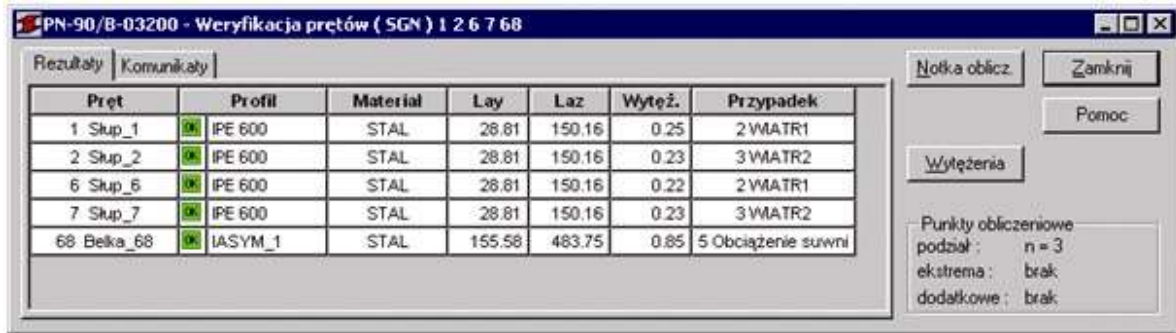 PN-90/B-03200 - Weryfikacja prętów ( SGN ) 1 2 6 7 68
Rezultaty Komunikaty
Pręt Profil Materiał Lay Laz Wytęż. Przypadek
1 Słup_1 OK IPE 600 STAL 28.81 150.16 0.25 2 WIATR1
2 Słup_2 OK IPE 600 STAL 28.81 150.16 0.23 3 WIATR2
6 Słup_6 OK IPE 600 STAL 28.81 150.16 0.22 2 WIATR1
7 Słup_7 OK IPE 600 STAL 28.81 150.16 0.23 3 WIATR2
68 Belka_68 OK IASYM_1 STAL 155.58 483.75 0.85 5 Obciążenie suwni
Notka oblicz. Zamknij
Pomoc
Wytężenia
Punkty obliczeniowe
podział : n = 3
ekstrema : brak
dodatkowe : brak